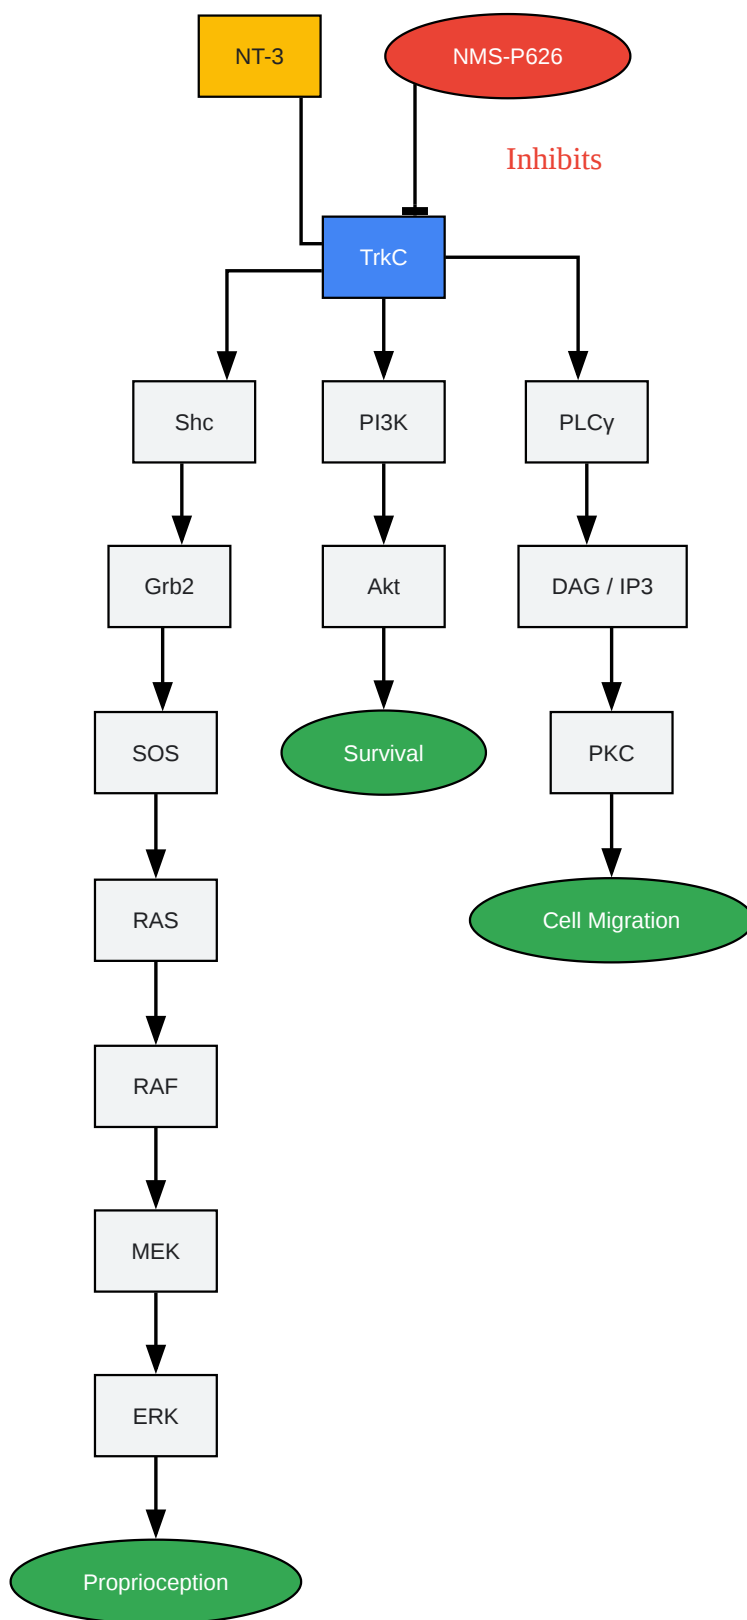 NT-3
NMS-P626
Inhibits
TrkC
Shc
PI3K
PLCγ
Grb2
Akt
DAG / IP3
SOS
Survival
PKC
RAS
Cell Migration
RAF
MEK
ERK
Proprioception